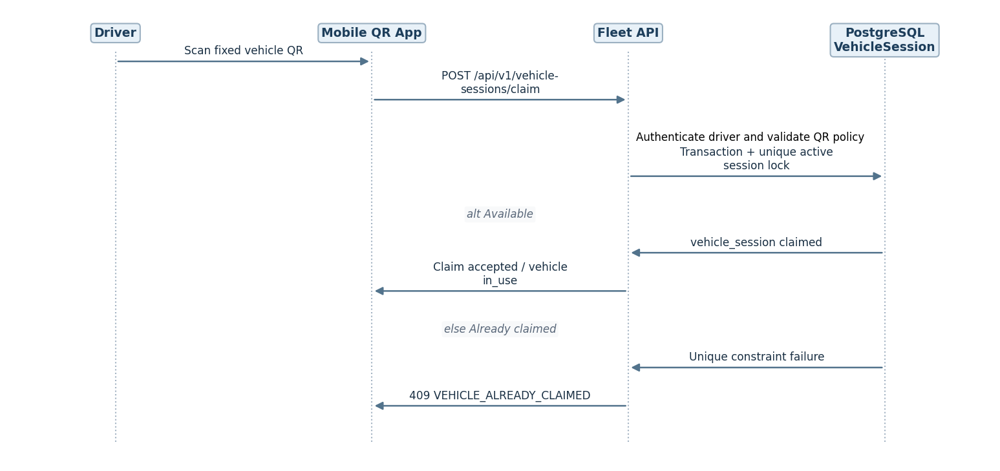 Driver
Mobile QR App
Fleet API
PostgreSQL
VehicleSession
Scan fixed vehicle QR
POST /api/v1/vehicle-
sessions/claim
Authenticate driver and validate QR policy
Transaction + unique active
session lock
alt Available
vehicle_session claimed
Claim accepted / vehicle
in_use
else Already claimed
Unique constraint failure
409 VEHICLE_ALREADY_CLAIMED